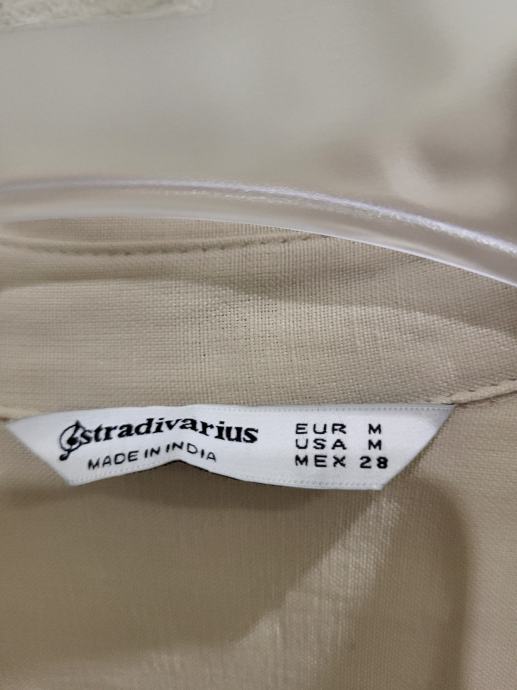 stradivarius
MADE IN INDIA
EUR M
USA M
MEX 28